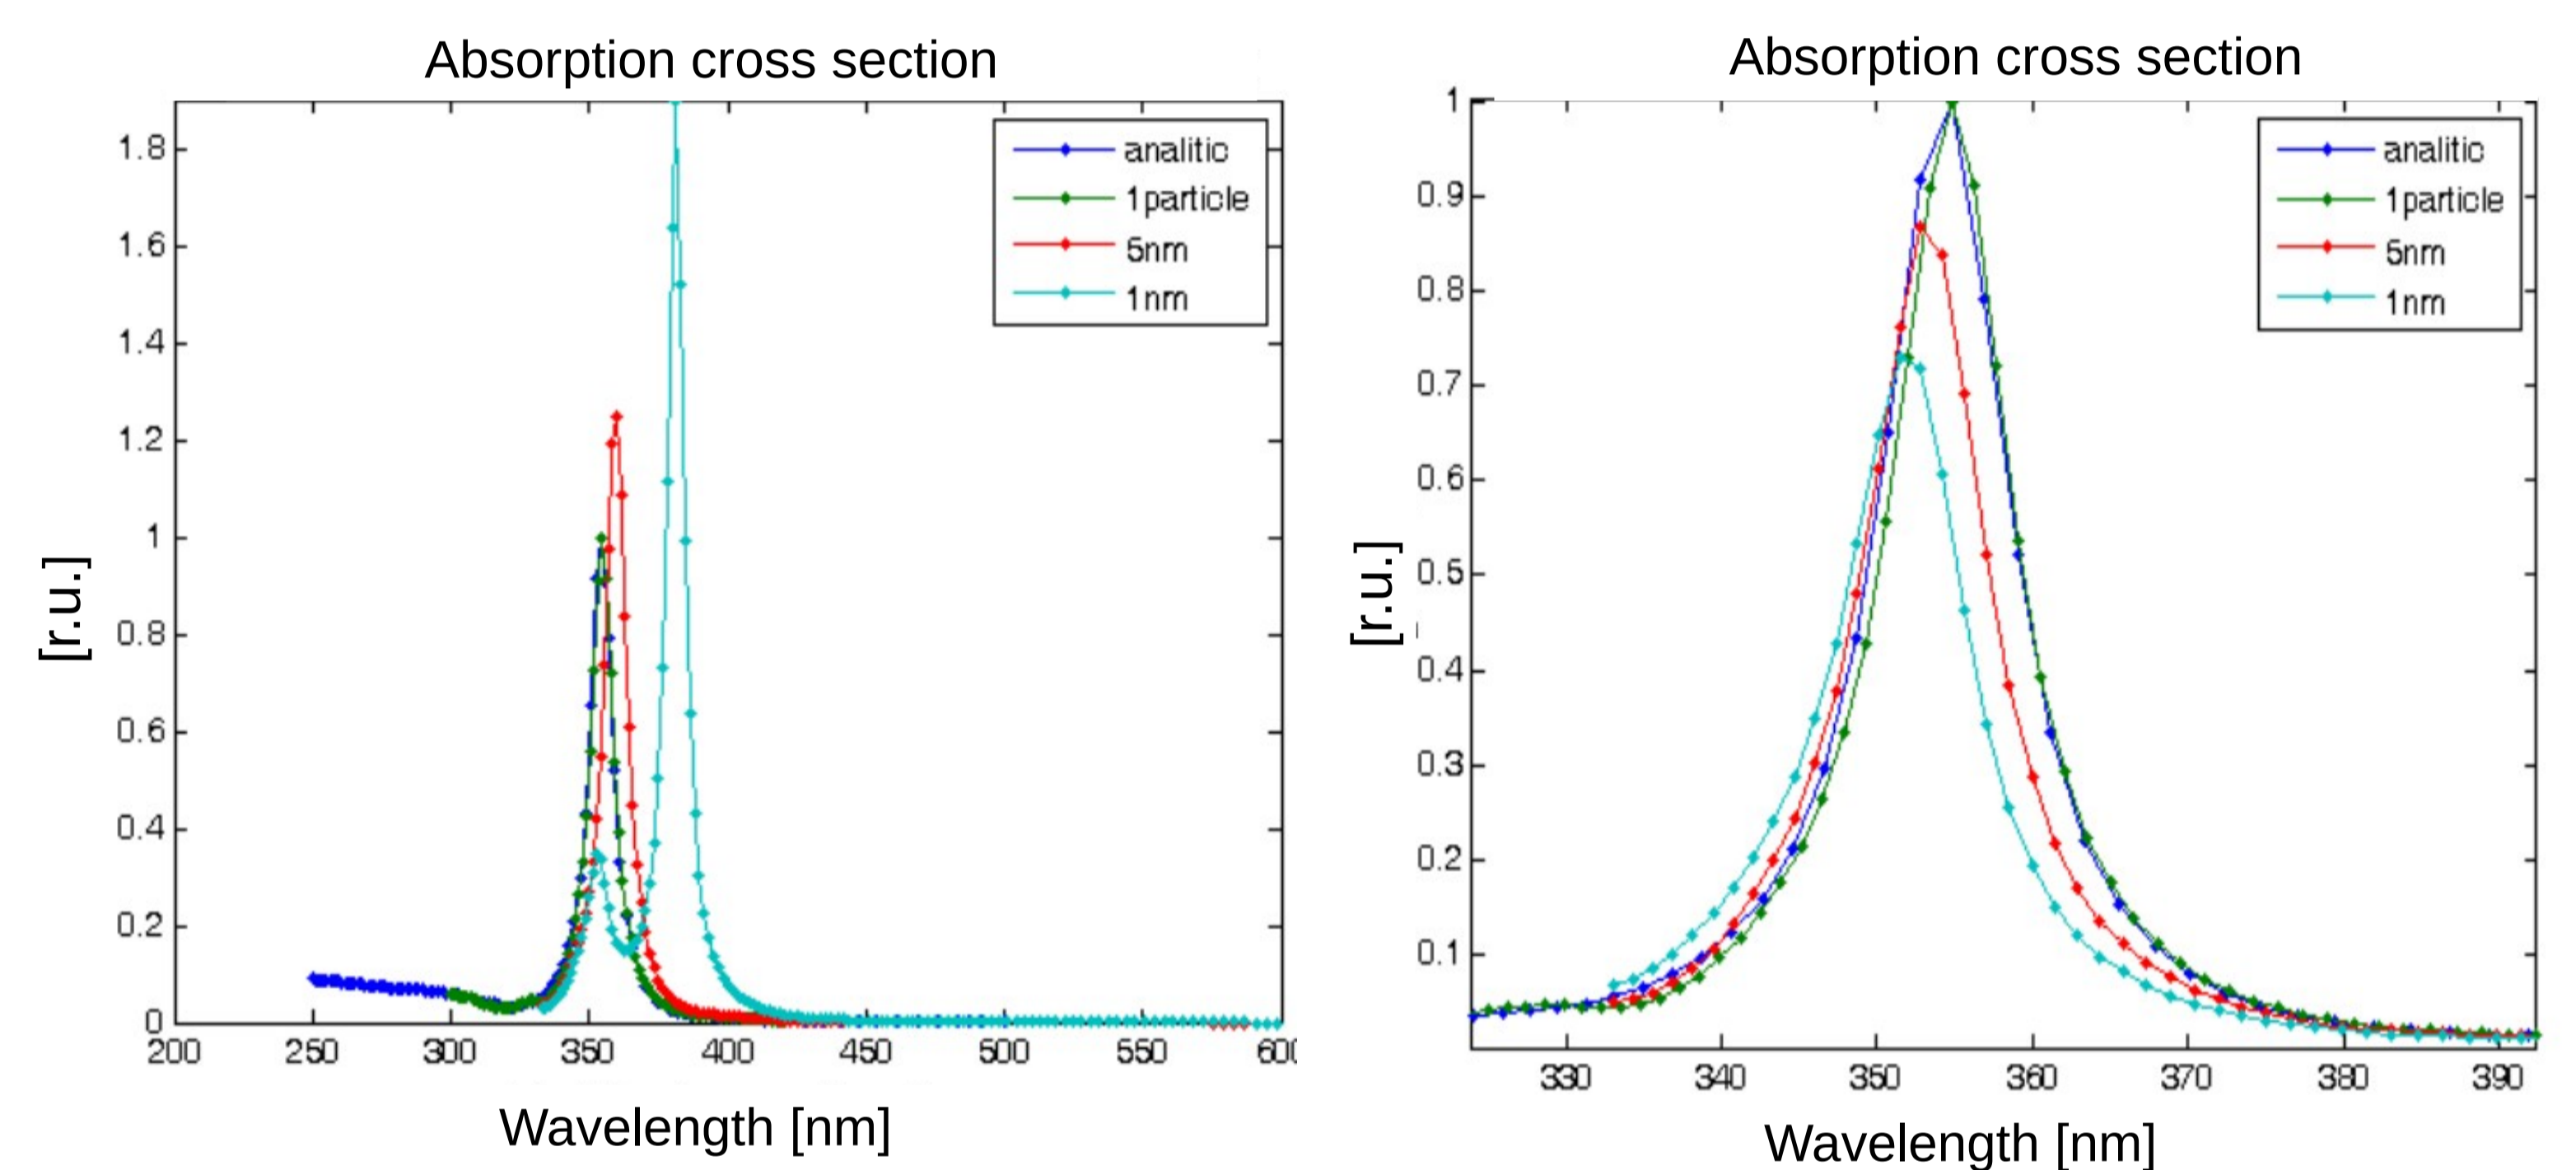 Absorption cross section
1.8
1.6
1.4
1.2
1
0.8
0.6
0.4
0.2
0
[r.u.]
200 250 300 350 400 450 500 550 600
Wavelength [nm]
analitic
1particle
5nm
1nm
Absorption cross section
1
0.9
0.8
0.7
0.6
0.5
0.4
0.3
0.2
0.1
[r.u.]
330 340 350 360 370 380 390
Wavelength [nm]
analitic
1particle
5nm
1nm